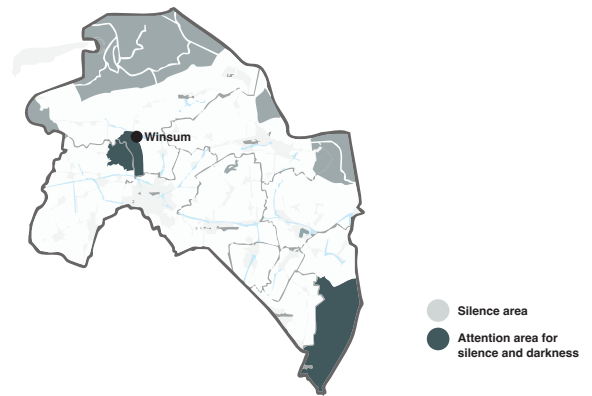 Winsum
Silence area
Attention area for
silence and darkness